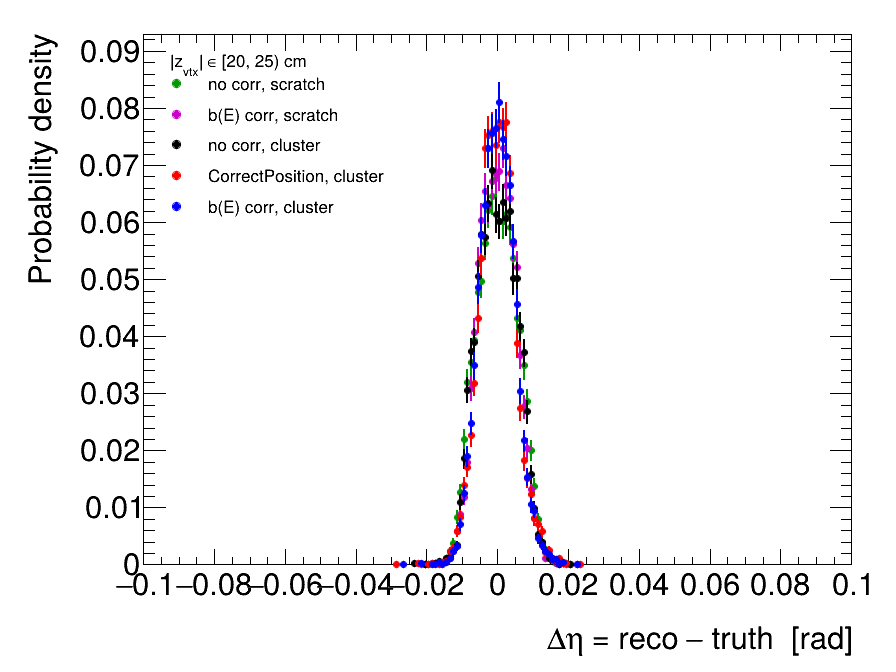 Probability density
0.09
0.08
0.07
0.06
0.05
0.04
0.03
0.02
0.01
0
|z_vtx| ∈ [20, 25) cm
no corr, scratch
b(E) corr, scratch
no corr, cluster
CorrectPosition, cluster
b(E) corr, cluster
−0.1 −0.08 −0.06 −0.04 −0.02 0 0.02 0.04 0.06 0.08 0.1
Δη = reco − truth [rad]